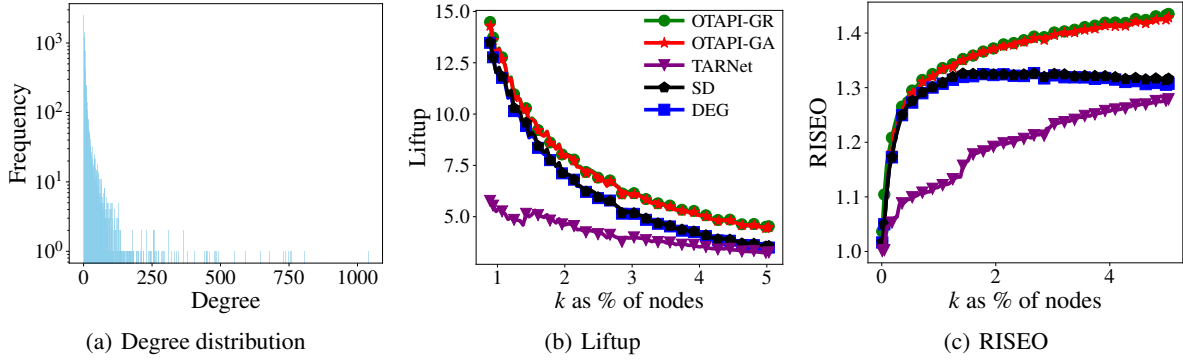 10³
10²
10¹
10⁰
Frequency
0 250 500 750 1000
Degree
(a) Degree distribution
15.0
12.5
10.0
7.5
5.0
Liftup
OTAPI-GR
OTAPI-GA
TARNet
SD
DEG
1 2 3 4 5
k as % of nodes
(b) Liftup
1.4
1.3
1.2
1.1
1.0
RISEO
0 2 4
k as % of nodes
(c) RISEO